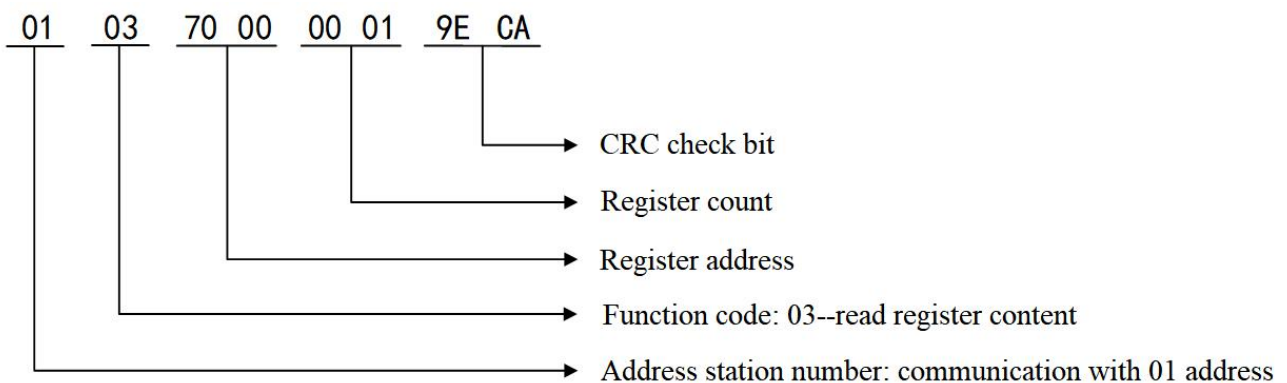 01 03 70 00 00 01 9E CA
CRC check bit
Register count
Register address
Function code: 03--read register content
Address station number: communication with 01 address